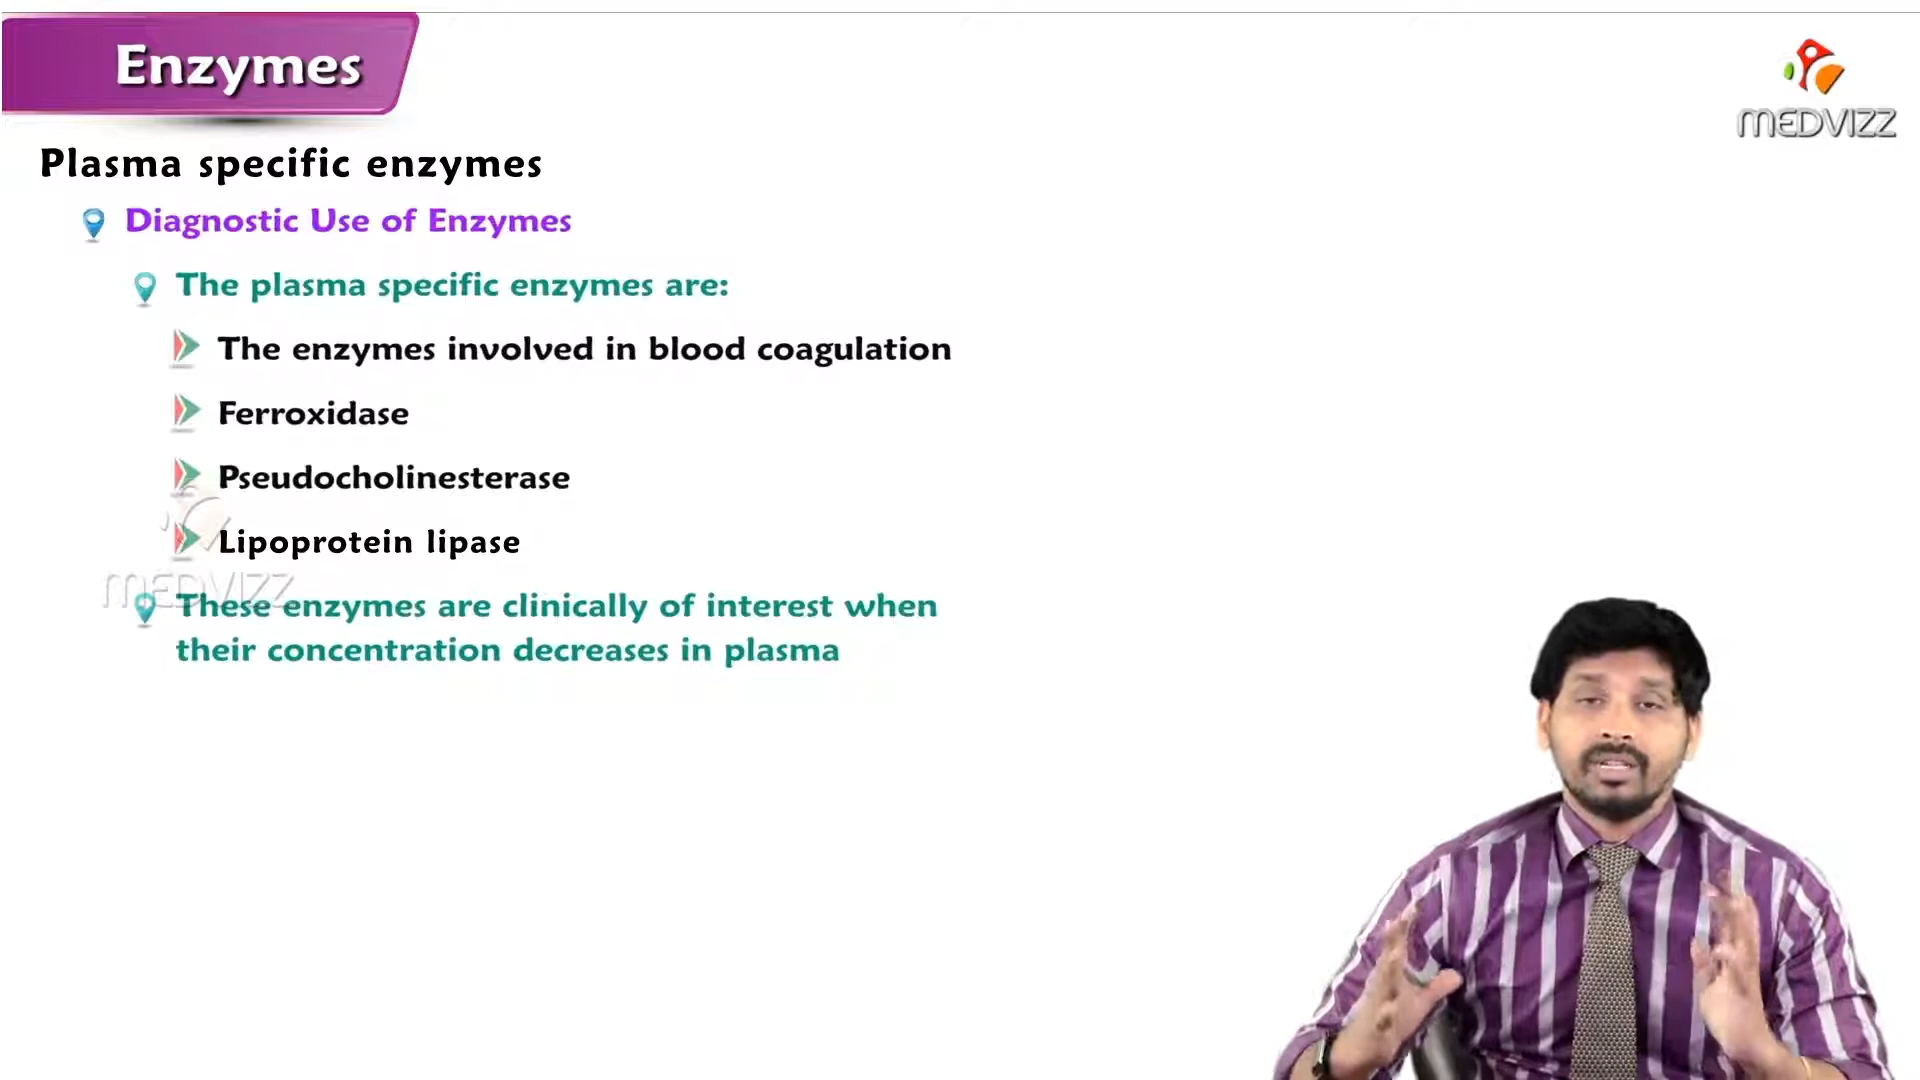 Enzymes
MEDVIZZ
Plasma specific enzymes
Diagnostic Use of Enzymes
The plasma specific enzymes are:
The enzymes involved in blood coagulation
Ferroxidase
Pseudocholinesterase
Lipoprotein lipase
MEDVIZZ
These enzymes are clinically of interest when
their concentration decreases in plasma